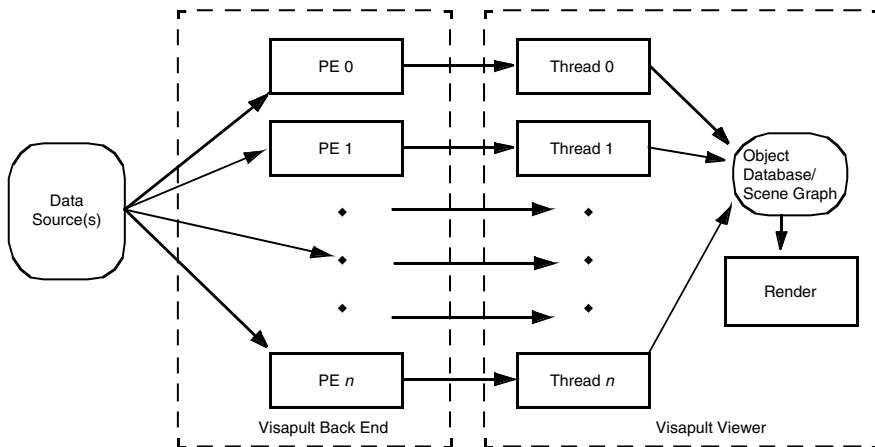 PE 0
Thread 0
PE 1
Thread 1
Data
Source(s)
Object
Database/
Scene Graph
Render
PE n
Thread n
Visapult Back End
Visapult Viewer